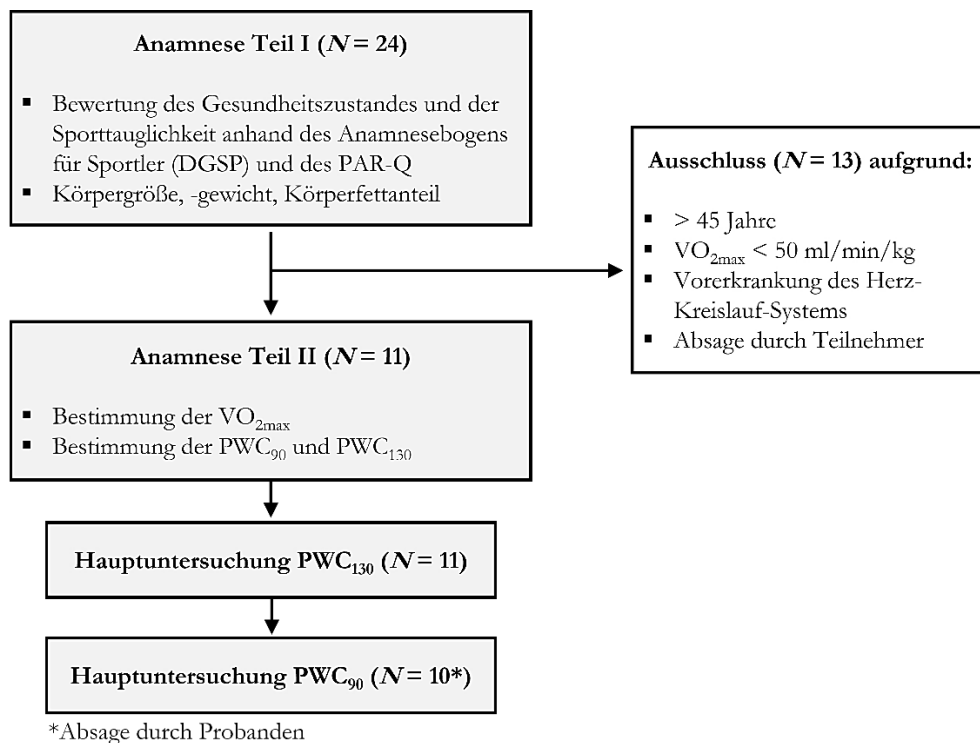 Anamnese Teil I (N = 24)
▪ Bewertung des Gesundheitszustandes und der
Sporttauglichkeit anhand des Anamnesebogens
für Sportler (DGSP) und des PAR-Q
▪ Körpergröße, -gewicht, Körperfettanteil
Ausschluss (N = 13) aufgrund:
▪ > 45 Jahre
▪ VO₂max < 50 ml/min/kg
▪ Vorerkrankung des Herz-
Kreislauf-Systems
▪ Absage durch Teilnehmer
Anamnese Teil II (N = 11)
▪ Bestimmung der VO₂max
▪ Bestimmung der PWC₉₀ und PWC₁₃₀
Hauptuntersuchung PWC₁₃₀ (N = 11)
Hauptuntersuchung PWC₉₀ (N = 10*)
*Absage durch Probanden